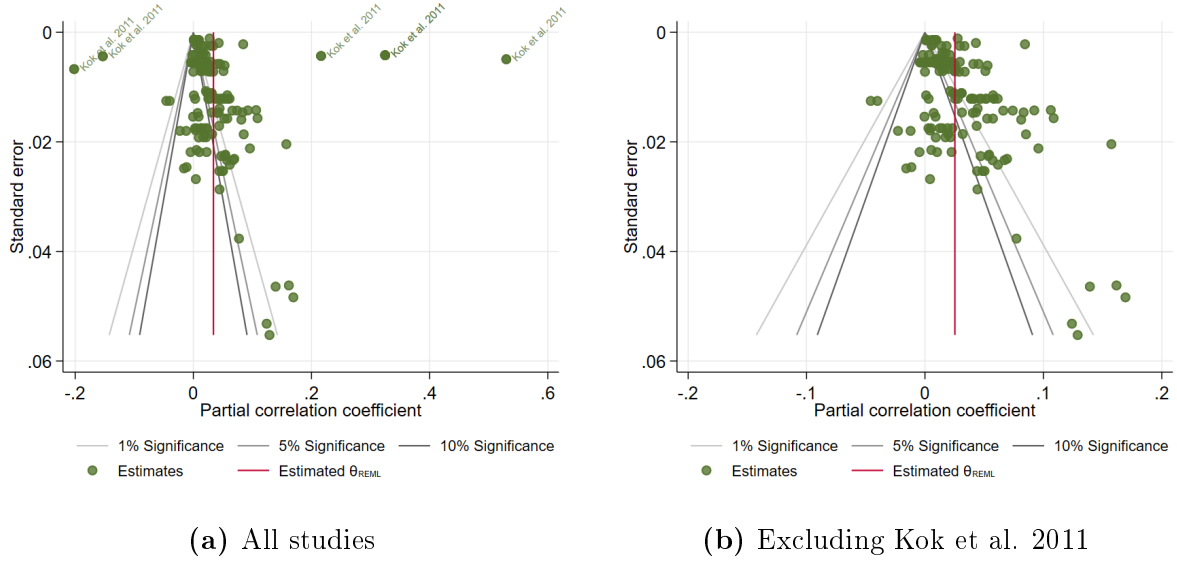 Kok et al. 2011
Kok et al. 2011
Kok et al. 2011
Kok et al. 2011
Kok et al. 2011
0
.02
.04
.06
Standard error
-.2
0
.2
.4
.6
Partial correlation coefficient
1% Significance
5% Significance
10% Significance
Estimates
Estimated θREML
(a) All studies
0
.02
.04
.06
Standard error
-.2
-.1
0
.1
.2
Partial correlation coefficient
1% Significance
5% Significance
10% Significance
Estimates
Estimated θREML
(b) Excluding Kok et al. 2011